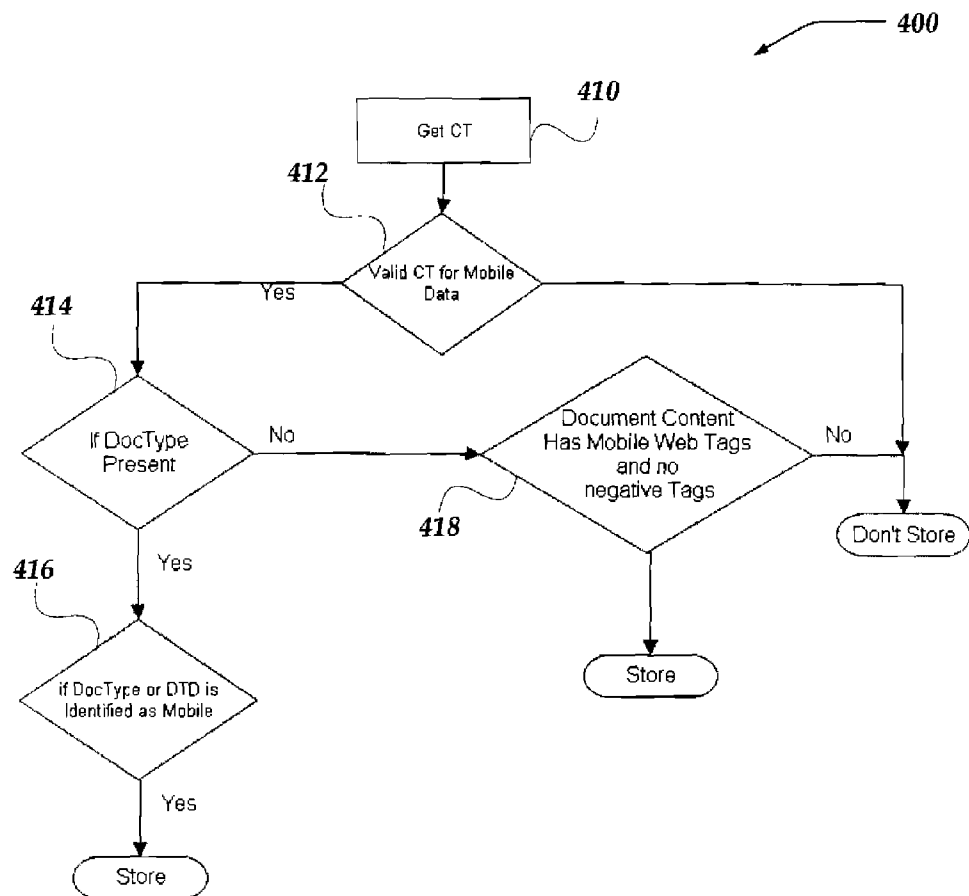 400
410
Get CT
412
Valid CT for Mobile
Data
Yes
414
If DocType
Present
No
Document Content
Has Mobile Web Tags
and no
negative Tags
No
418
Don't Store
Yes
416
if DocType or DTD is
Identified as Mobile
Store
Yes
Store